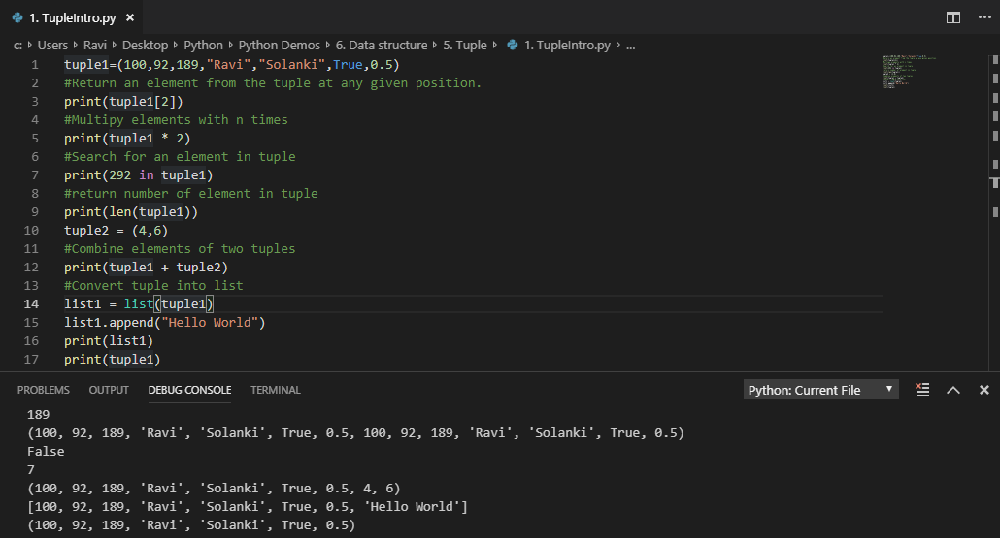 1. TupleIntro.py ×
c: Users Ravi Desktop Python Python Demos 6. Data structure 5. Tuple 1. TupleIntro.py ...
1 tuple1=(100,92,189,"Ravi","Solanki",True,0.5)
2 #Return an element from the tuple at any given position.
3 print(tuple1[2])
4 #Multipy elements with n times
5 print(tuple1 * 2)
6 #Search for an element in tuple
7 print(292 in tuple1)
8 #return number of element in tuple
9 print(len(tuple1))
10 tuple2 = (4,6)
11 #Combine elements of two tuples
12 print(tuple1 + tuple2)
13 #Convert tuple into list
14 list1 = list(tuple1)
15 list1.append("Hello World")
16 print(list1)
17 print(tuple1)
PROBLEMS OUTPUT DEBUG CONSOLE TERMINAL Python: Current File
189
(100, 92, 189, 'Ravi', 'Solanki', True, 0.5, 100, 92, 189, 'Ravi', 'Solanki', True, 0.5)
False
7
(100, 92, 189, 'Ravi', 'Solanki', True, 0.5, 4, 6)
[100, 92, 189, 'Ravi', 'Solanki', True, 0.5, 'Hello World']
(100, 92, 189, 'Ravi', 'Solanki', True, 0.5)